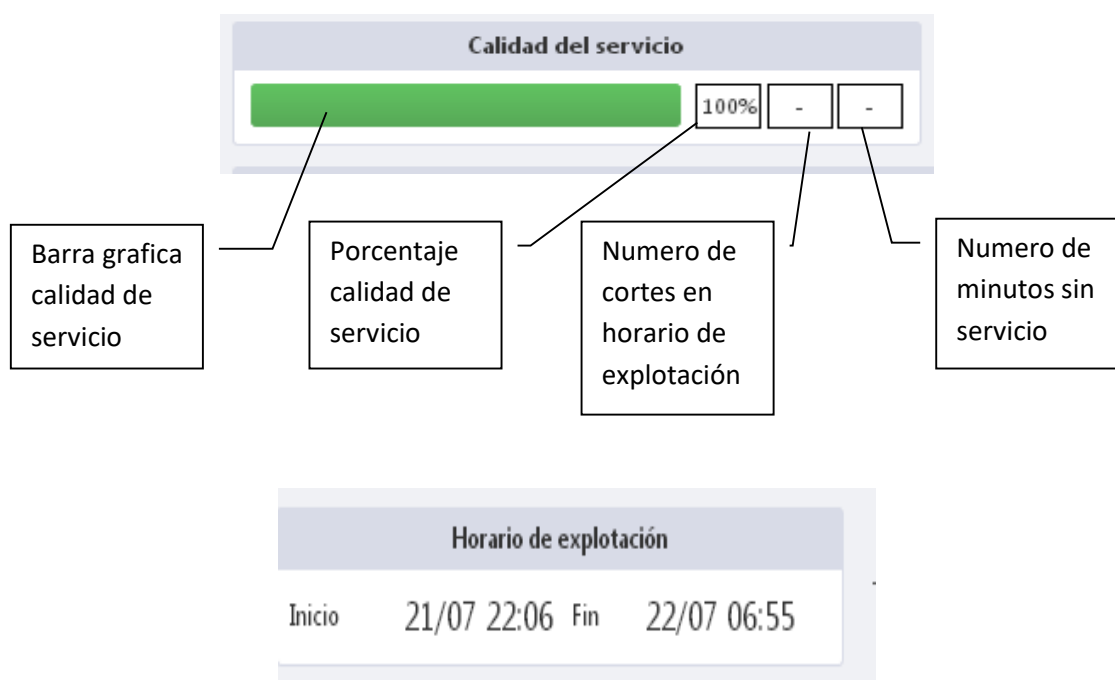 Calidad del servicio
100% - -
Barra grafica
calidad de
servicio
Porcentaje
calidad de
servicio
Numero de
cortes en
horario de
explotación
Numero de
minutos sin
servicio
Horario de explotación
Inicio 21/07 22:06 Fin 22/07 06:55